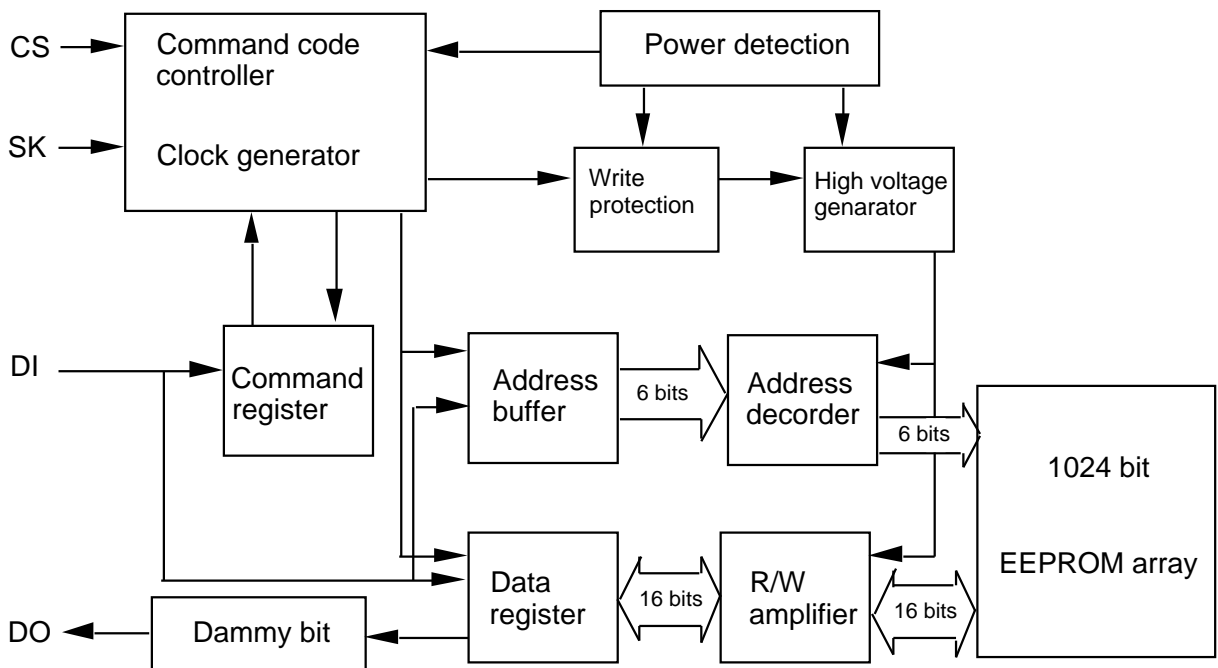 CS
Command code
controller
Power detection
SK
Clock generator
Write
protection
High voltage
genarator
DI
Command
register
Address
buffer
6 bits
Address
decorder
6 bits
1024 bit
EEPROM array
Data
register
16 bits
R/W
amplifier
16 bits
DO
Dammy bit